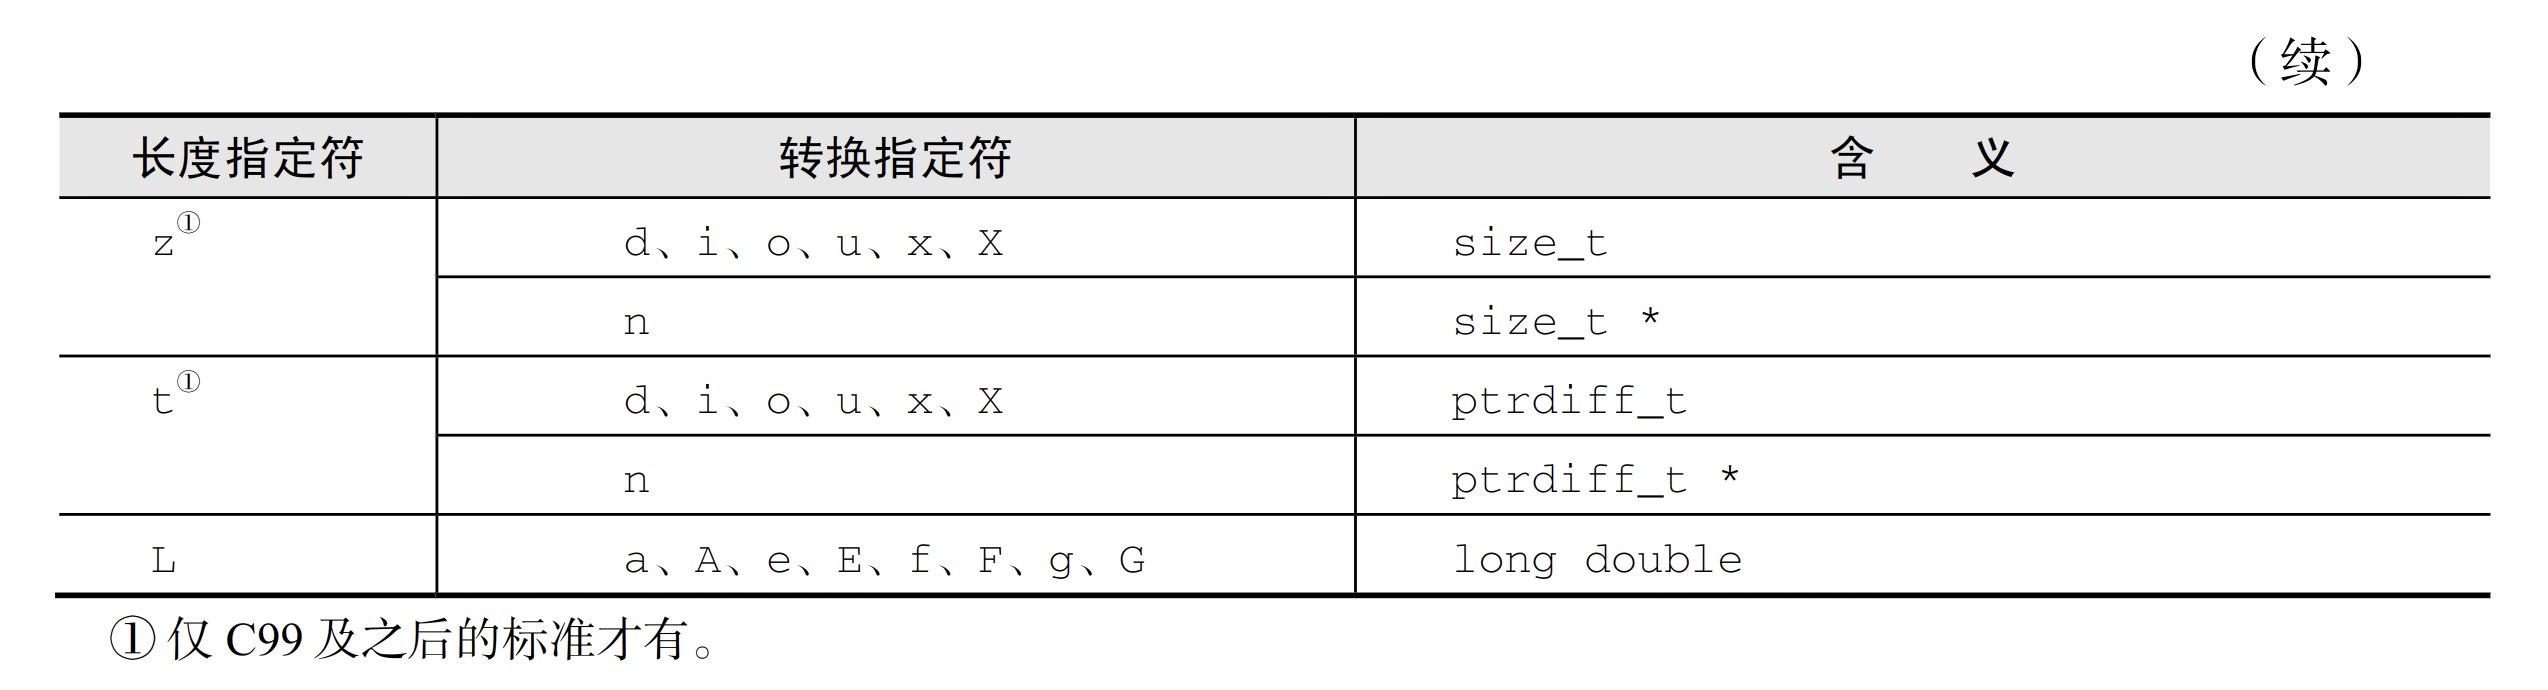 （续）
长度指定符 转换指定符 含 义
z① d、i、o、u、x、X size_t
n size_t *
t① d、i、o、u、x、X ptrdiff_t
n ptrdiff_t *
L a、A、e、E、f、F、g、G long double
① 仅 C99 及之后的标准才有。